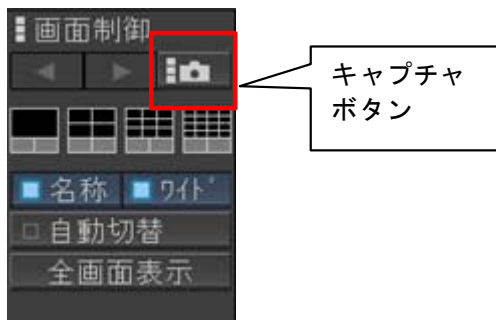 画面制御
キャプチャ
ボタン
名称 ワイド
自動切替
全画面表示